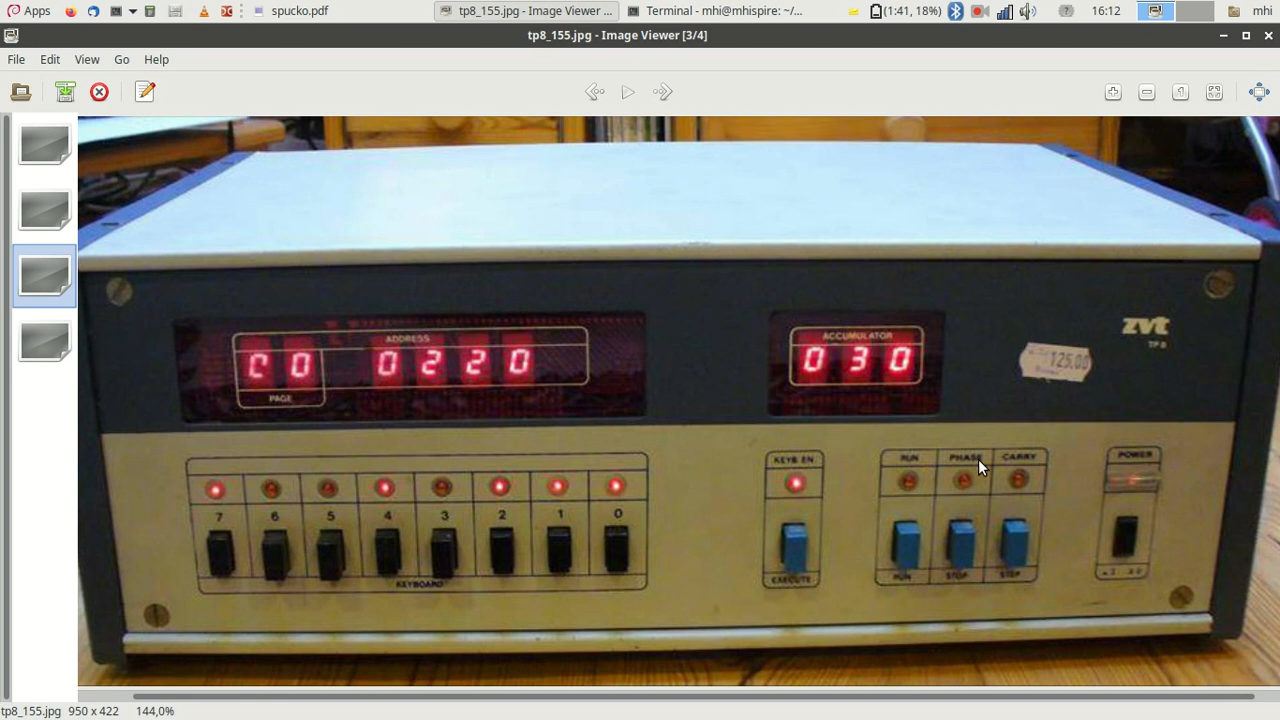 Apps
spucko.pdf
tp8_155.jpg - Image Viewer ...
Terminal - mhi@mhispire: ~/...
(1:41, 18%)
16:12
mhi
tp8_155.jpg - Image Viewer [3/4]
File Edit View Go Help
ADDRESS
C0 0220
PAGE
ACCUMULATOR
030
zvt
TP8
125.00
KEYB. EN
RUN PHASE CARRY
POWER
7 6 5 4 3 2 1 0
KEYBOARD
EXECUTE
RUN STOP STEP
tp8_155.jpg 950 x 422 144,0%